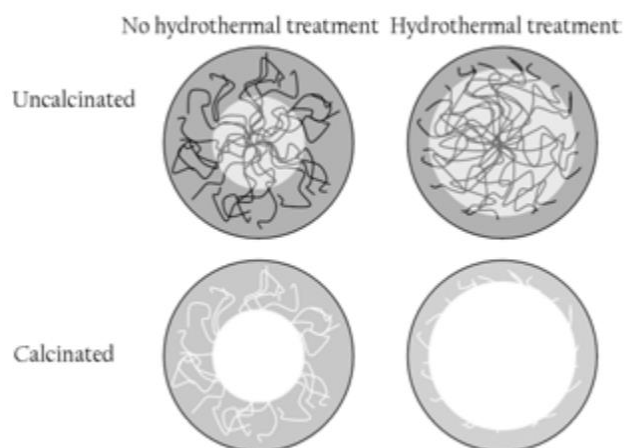 No hydrothermal treatment Hydrothermal treatment
Uncalcinated
Calcinated